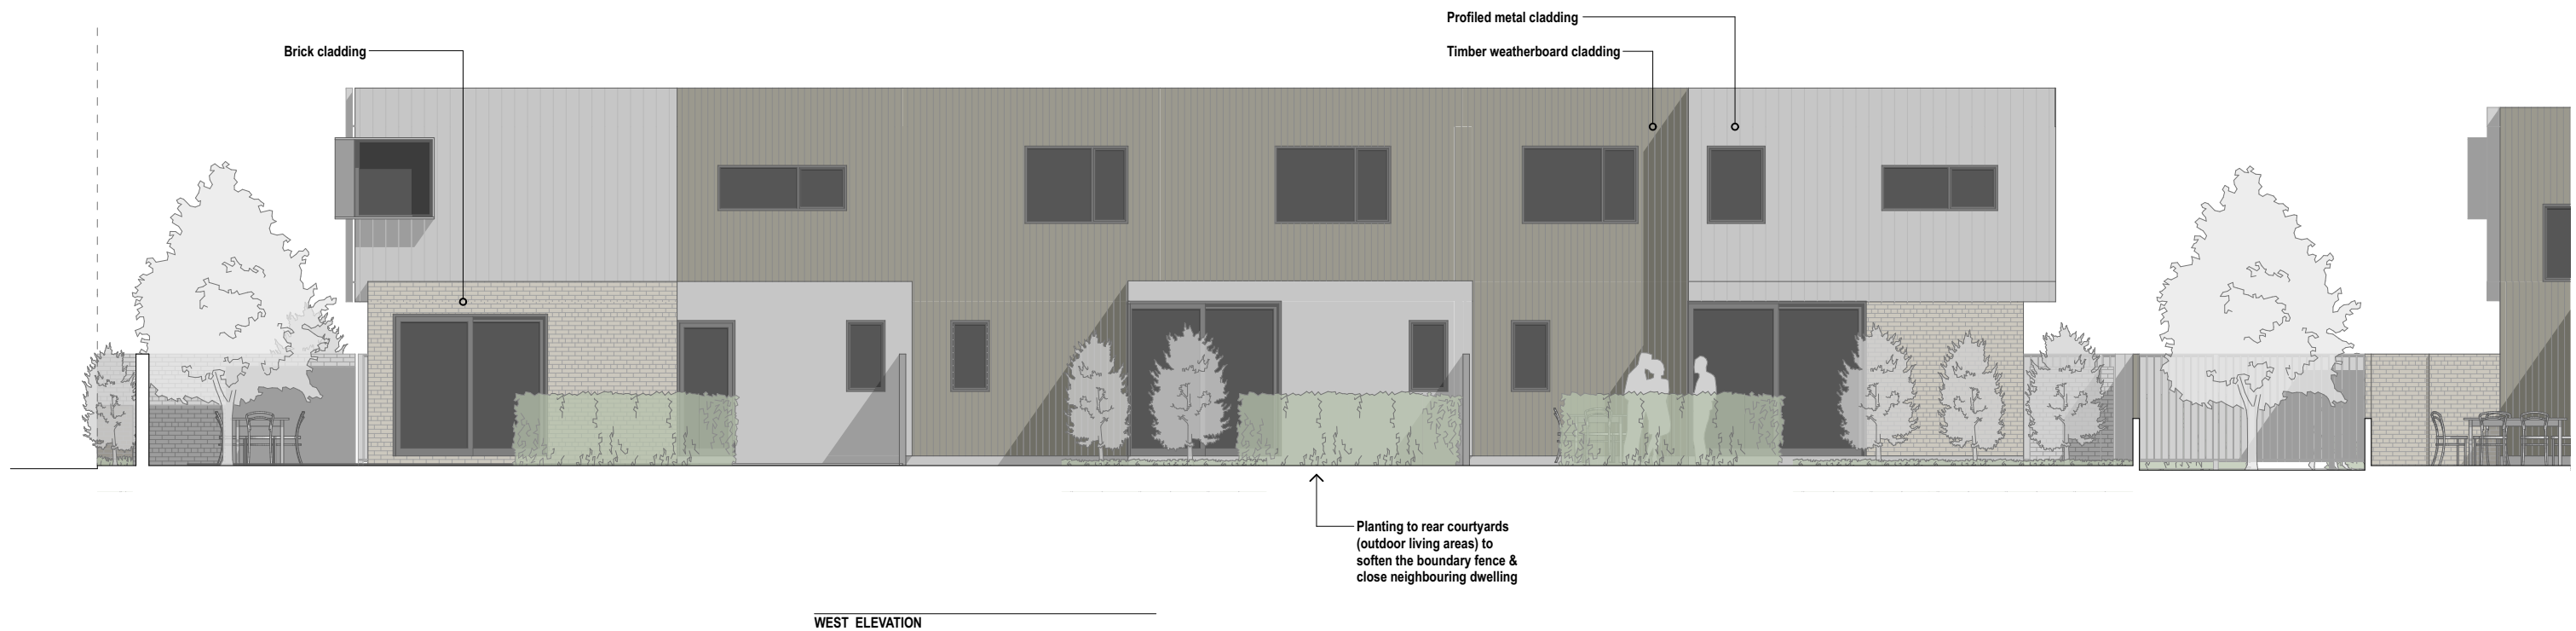 Profiled metal cladding
Brick cladding
Timber weatherboard cladding
Planting to rear courtyards
(outdoor living areas) to
soften the boundary fence &
close neighbouring dwelling
WEST ELEVATION